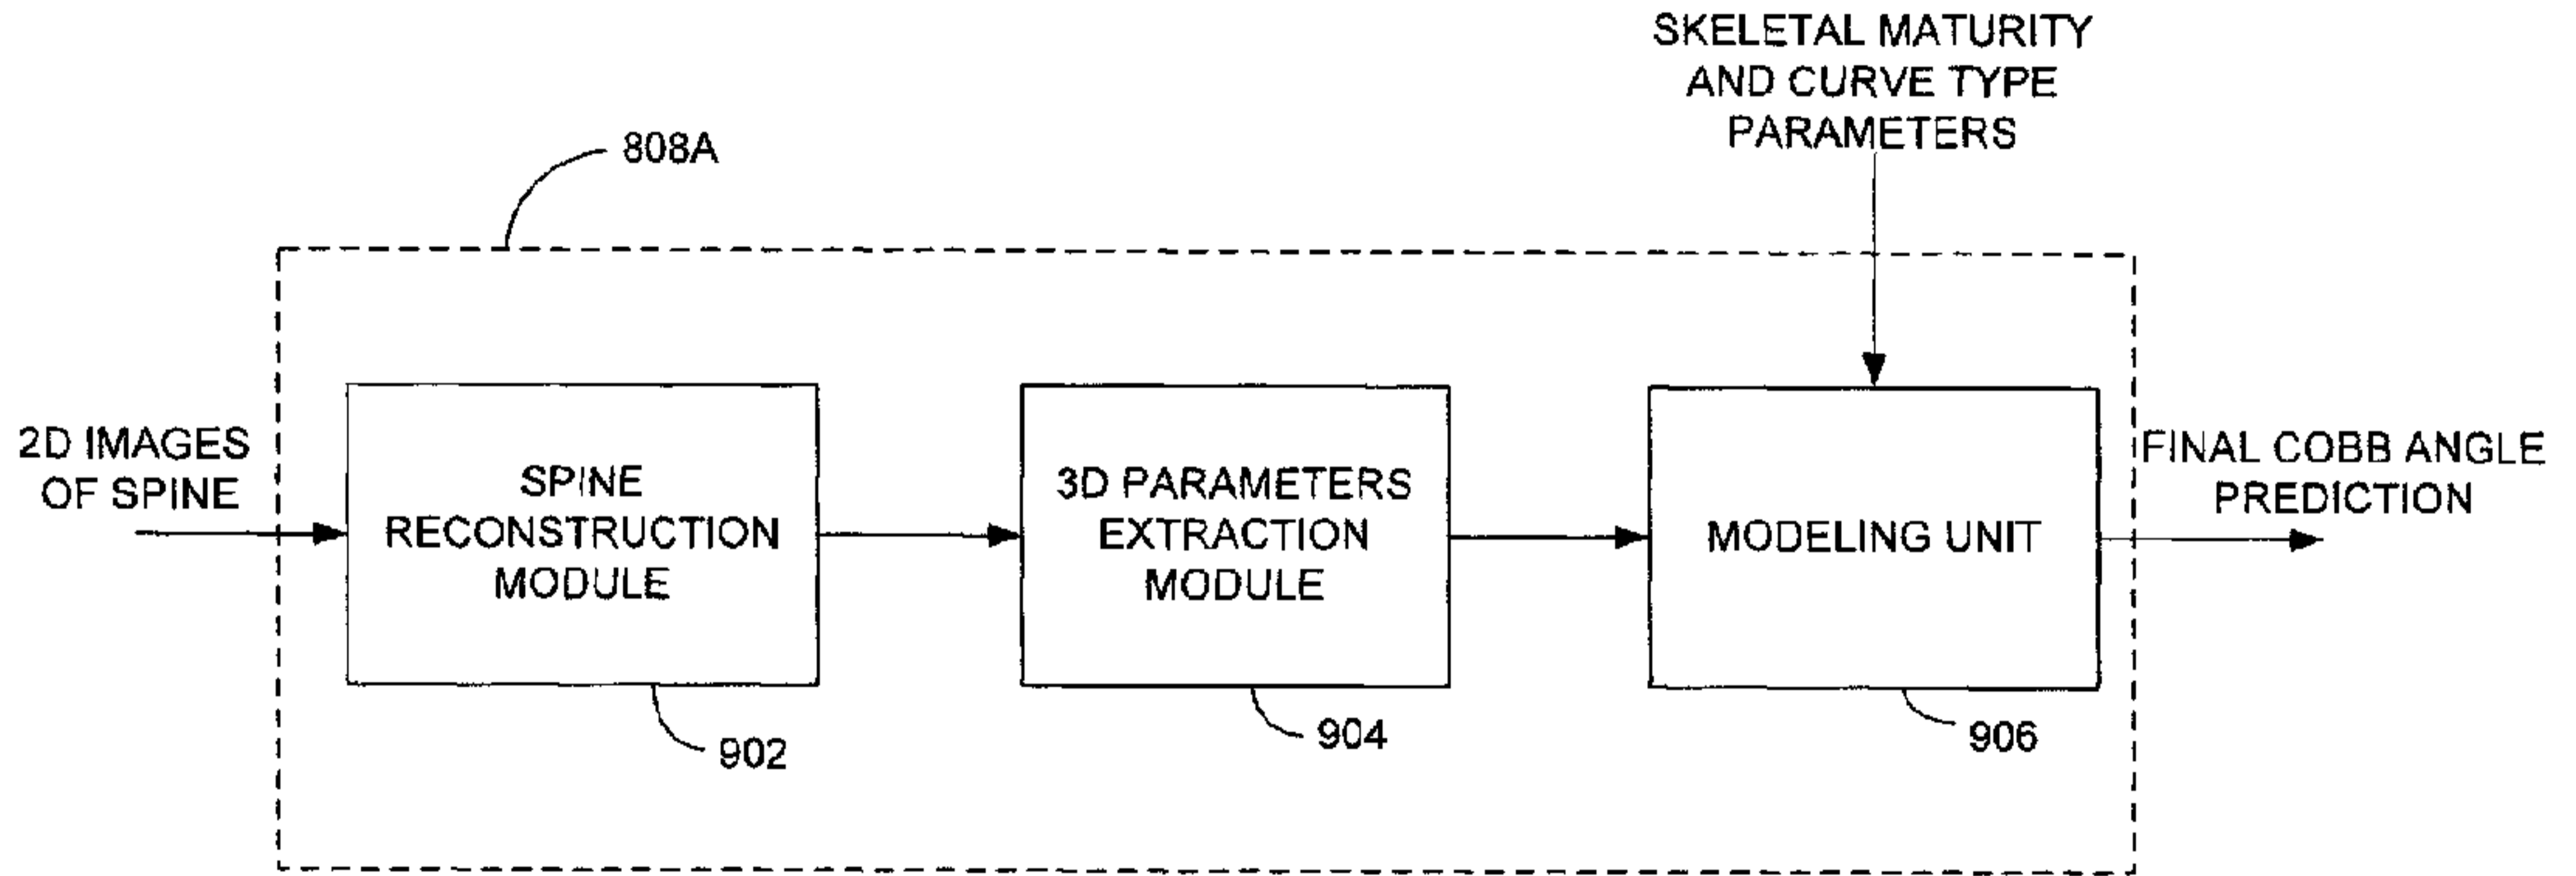 SKELETAL MATURITY
AND CURVE TYPE
PARAMETERS
808A
2D IMAGES
OF SPINE
SPINE
RECONSTRUCTION
MODULE
3D PARAMETERS
EXTRACTION
MODULE
MODELING UNIT
FINAL COBB ANGLE
PREDICTION
902
904
906